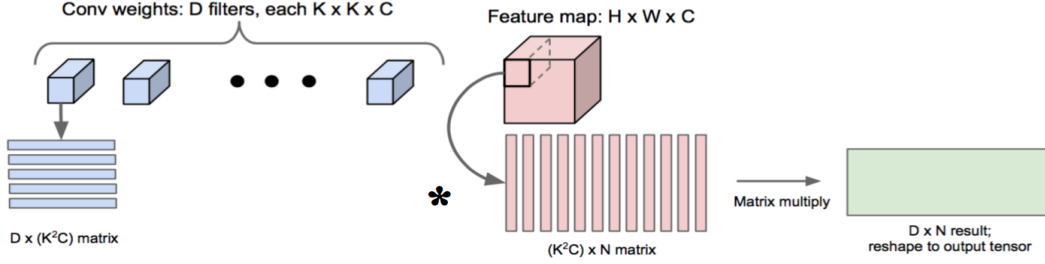 Conv weights: D filters, each K x K x C
Feature map: H x W x C
*
D x (K²C) matrix
(K²C) x N matrix
Matrix multiply
D x N result;
reshape to output tensor